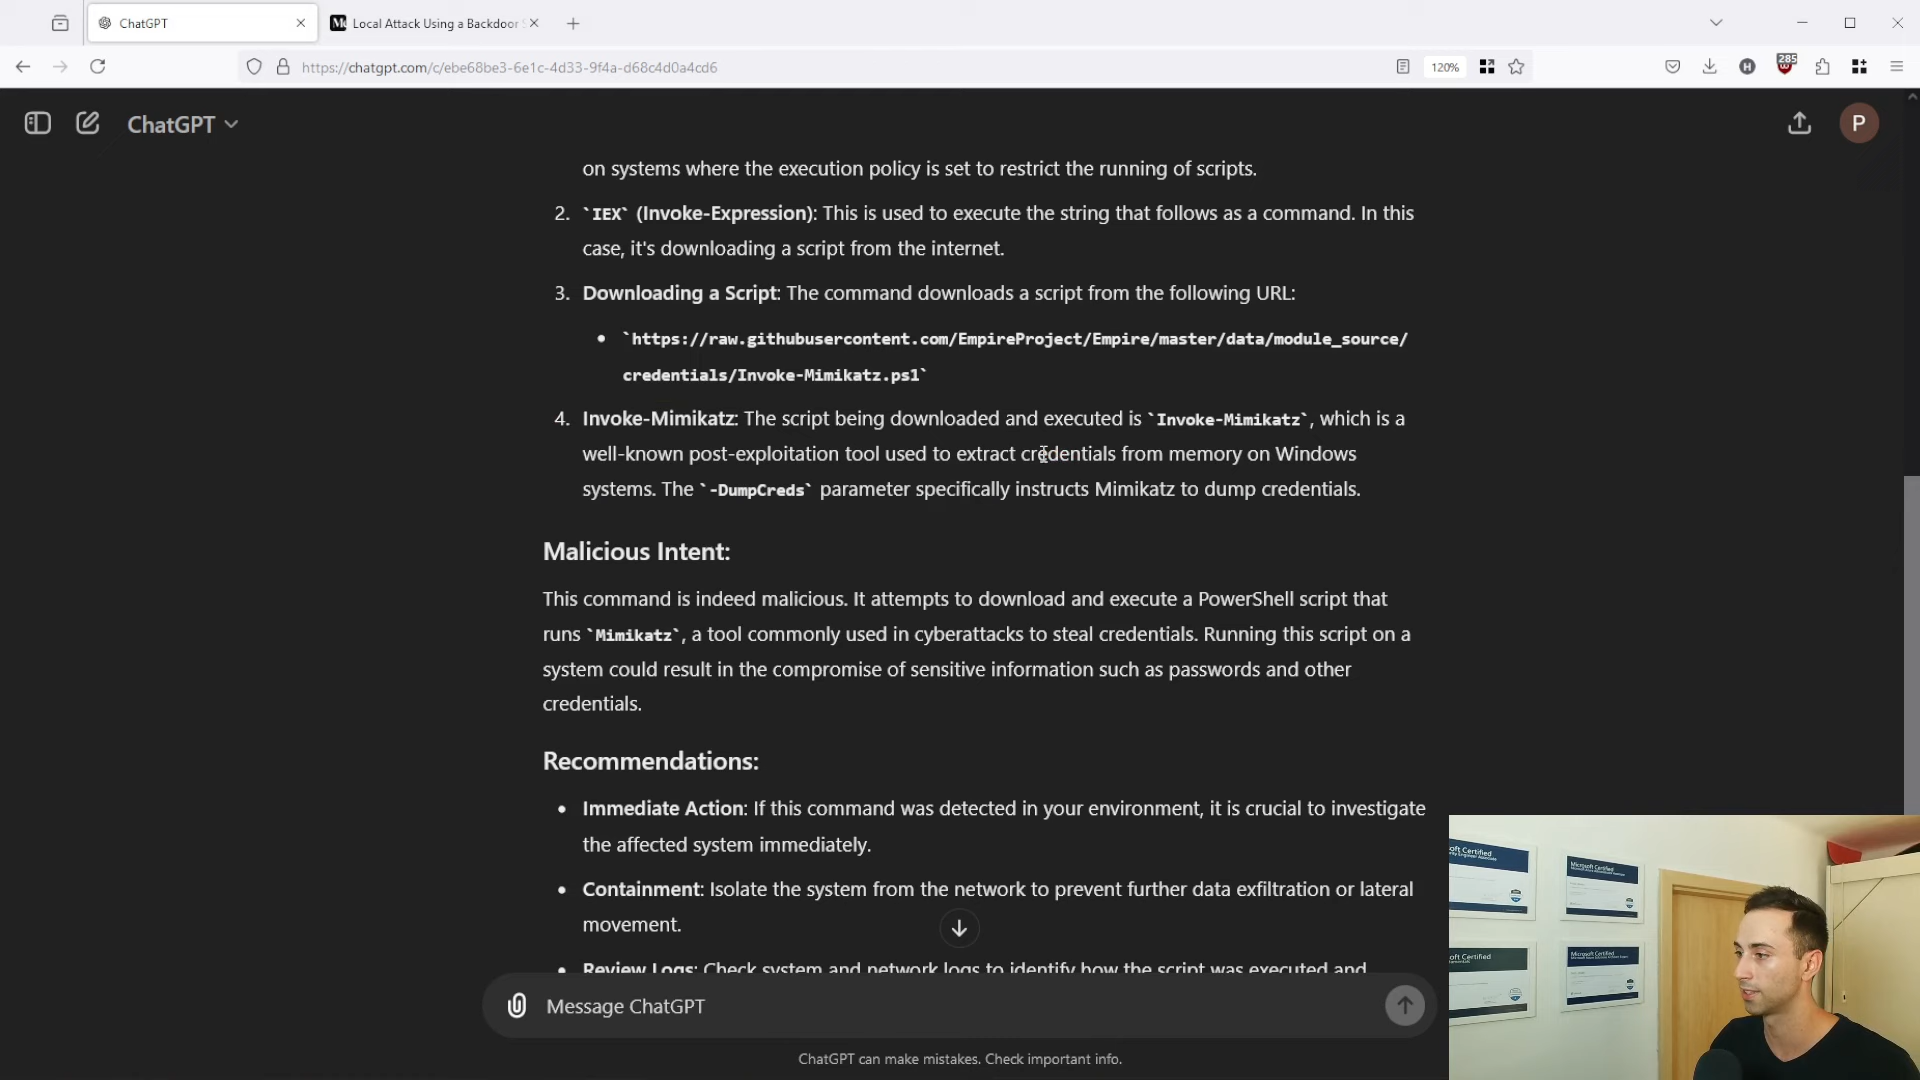 ChatGPT
Local Attack Using a Backdoor
https://chatgpt.com/c/ebe68be3-6e1c-4d33-9f4a-d68c4d0a4cd6
120%
285
ChatGPT
P
on systems where the execution policy is set to restrict the running of scripts.
2. `IEX` (Invoke-Expression): This is used to execute the string that follows as a command. In this
case, it's downloading a script from the internet.
3. Downloading a Script: The command downloads a script from the following URL:
• `https://raw.githubusercontent.com/EmpireProject/Empire/master/data/module_source/
credentials/Invoke-Mimikatz.ps1`
4. Invoke-Mimikatz: The script being downloaded and executed is `Invoke-Mimikatz`, which is a
well-known post-exploitation tool used to extract credentials from memory on Windows
systems. The `-DumpCreds` parameter specifically instructs Mimikatz to dump credentials.
Malicious Intent:
This command is indeed malicious. It attempts to download and execute a PowerShell script that
runs `Mimikatz`, a tool commonly used in cyberattacks to steal credentials. Running this script on a
system could result in the compromise of sensitive information such as passwords and other
credentials.
Recommendations:
• Immediate Action: If this command was detected in your environment, it is crucial to investigate
the affected system immediately.
• Containment: Isolate the system from the network to prevent further data exfiltration or lateral
movement.
• Review Logs: Check system and network logs to identify how the script was executed and
Message ChatGPT
ChatGPT can make mistakes. Check important info.
Microsoft Certified
Microsoft Certified